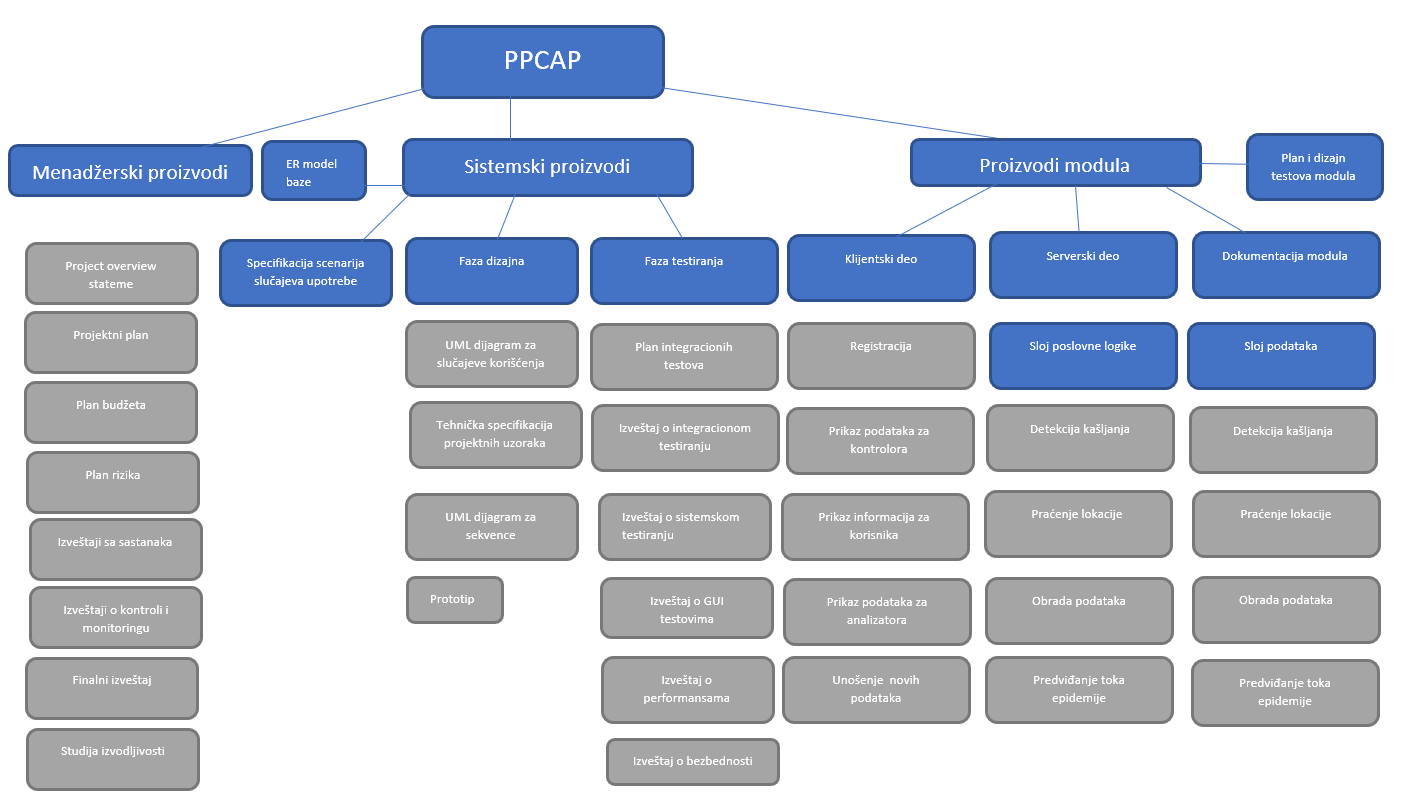 PPCAP
Menadžerski proizvodi
ER model
baze
Sistemski proizvodi
Proizvodi modula
Plan i dizajn
testova modula
Project overview
stateme
Projektni plan
Plan budžeta
Plan rizika
Izveštaji sa sastanaka
Izveštaji o kontroli i
monitoringu
Finalni izveštaj
Studija izvodljivosti
Specifikacija scenarija
slučajeva upotrebe
Faza dizajna
UML dijagram za
slučajeve korišćenja
Tehnička specifikacija
projektnih uzoraka
UML dijagram za
sekvence
Prototip
Faza testiranja
Plan integracionih
testova
Izveštaj o integracionom
testiranju
Izveštaj o sistemskom
testiranju
Izveštaj o GUI
testovima
Izveštaj o
performansama
Izveštaj o bezbednosti
Klijentski deo
Registracija
Prikaz podataka za
kontrolora
Prikaz informacija za
korisnika
Prikaz podataka za
analizatora
Unošenje novih
podataka
Serverski deo
Sloj poslovne logike
Detekcija kašljanja
Praćenje lokacije
Obrada podataka
Predviđanje toka
epidemije
Dokumentacija modula
Sloj podataka
Detekcija kašljanja
Praćenje lokacije
Obrada podataka
Predviđanje toka
epidemije